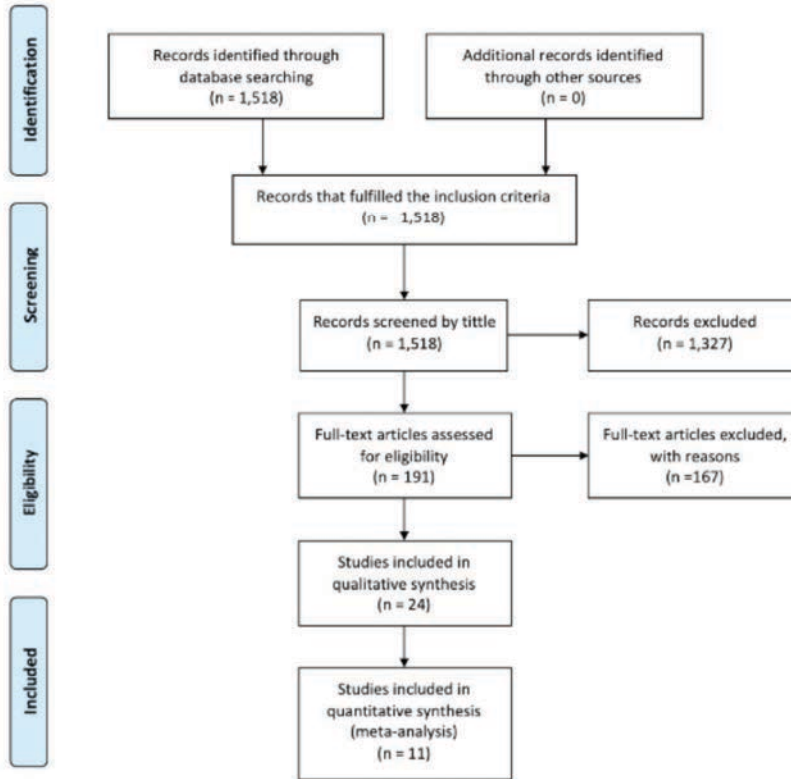 Identification
Records identified through
database searching
(n = 1,518)
Additional records identified
through other sources
(n = 0)
Records that fulfilled the inclusion criteria
(n = 1,518)
Screening
Records screened by tittle
(n = 1,518)
Records excluded
(n = 1,327)
Eligibility
Full-text articles assessed
for eligibility
(n = 191)
Full-text articles excluded,
with reasons
(n =167)
Studies included in
qualitative synthesis
(n = 24)
Included
Studies included in
quantitative synthesis
(meta-analysis)
(n = 11)